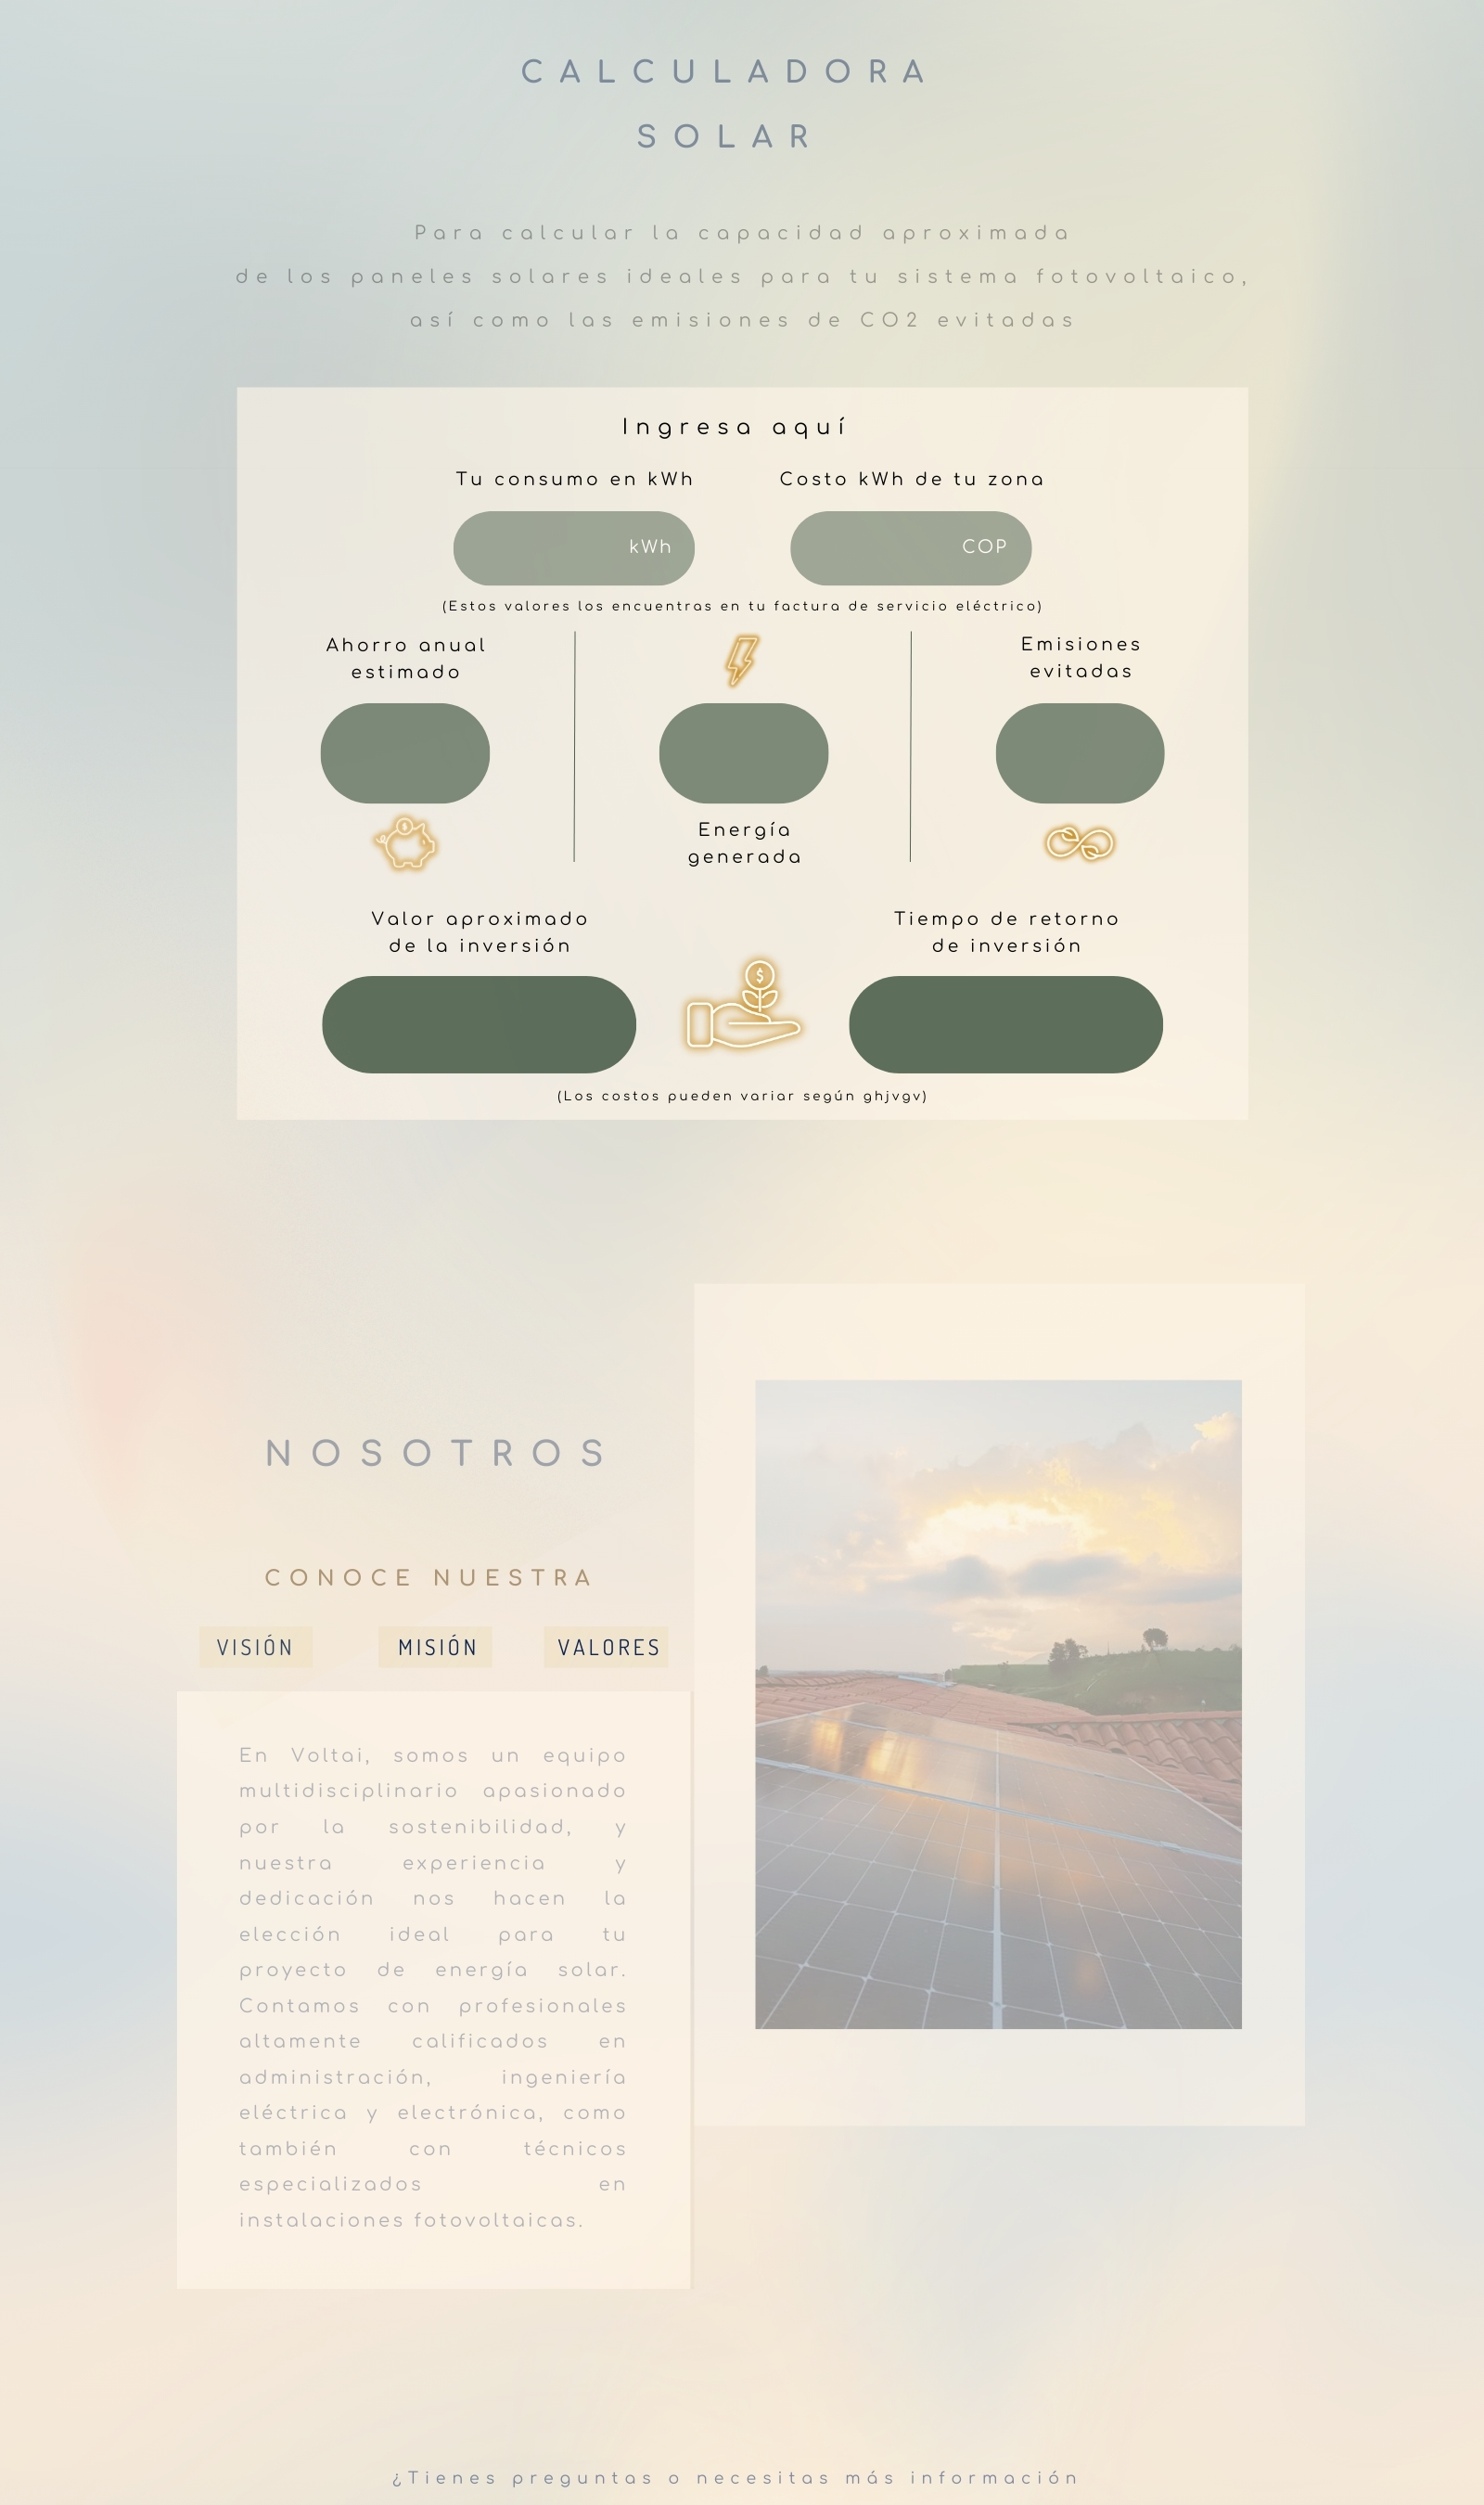 CALCULADORA
SOLAR
Para calcular la capacidad aproximada
de los paneles solares ideales para tu sistema fotovoltaico,
así como las emisiones de CO2 evitadas
Ingresa aquí
Tu consumo en kWh
Costo kWh de tu zona
kWh
COP
(Estos valores los encuentras en tu factura de servicio eléctrico)
Ahorro anual
estimado
Emisiones
evitadas
$
Energía
generada
Valor aproximado
de la inversión
Tiempo de retorno
de inversión
$
(Los costos pueden variar según ghjvgv)
NOSOTROS
CONOCE NUESTRA
VISIÓN
MISIÓN
VALORES
En Voltai, somos un equipo
multidisciplinario apasionado
por la sostenibilidad, y
nuestra experiencia y
dedicación nos hacen la
elección ideal para tu
proyecto de energía solar.
Contamos con profesionales
altamente calificados en
administración, ingeniería
eléctrica y electrónica, como
también con técnicos
especializados en
instalaciones fotovoltaicas.
¿Tienes preguntas o necesitas más información